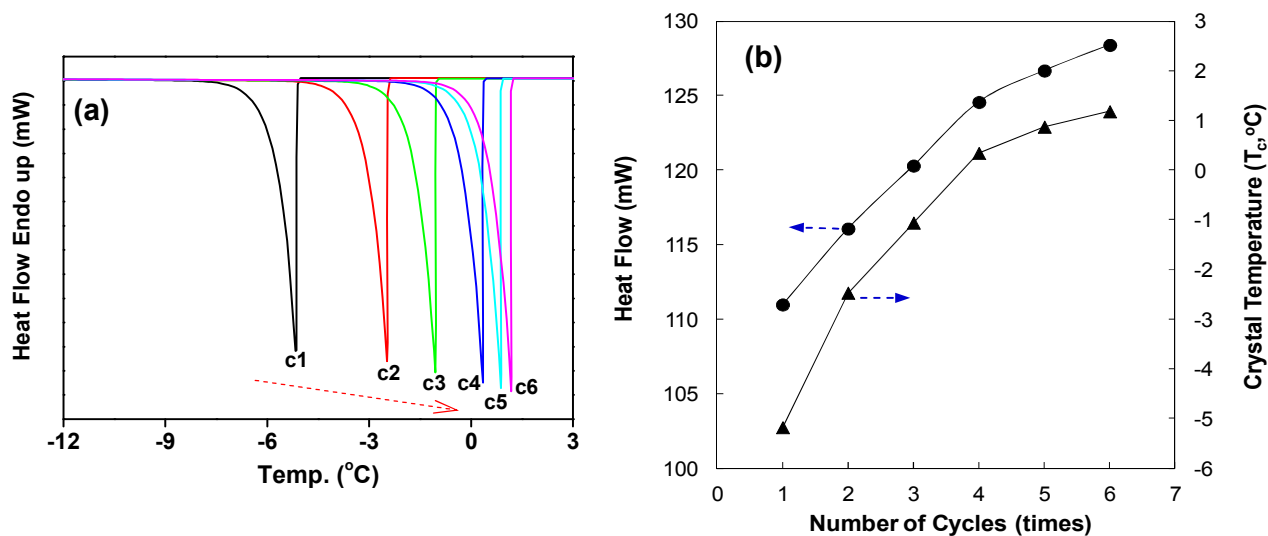 (a)
Heat Flow Endo up (mW)
c1
c2
c3
c4
c5
c6
-12
-9
-6
-3
0
3
Temp. (°C)
(b)
Heat Flow (mW)
130
125
120
115
110
105
100
0
1
2
3
4
5
6
7
Number of Cycles (times)
3
2
1
0
-1
-2
-3
-4
-5
-6
Crystal Temperature (Tc,ºC)